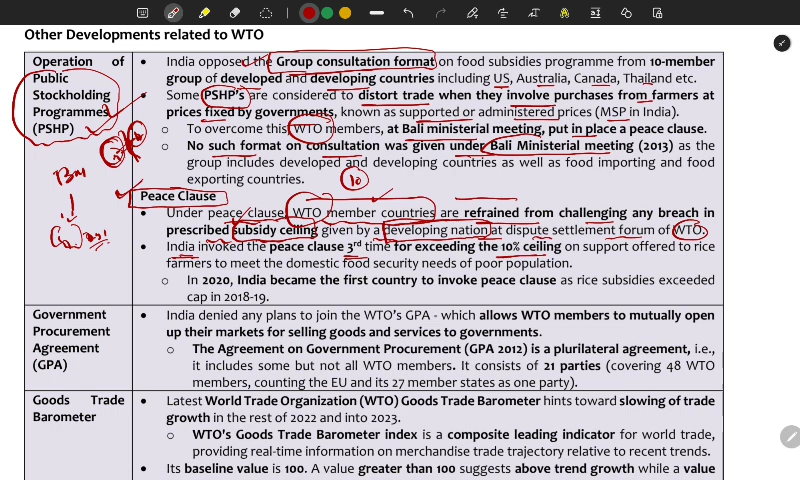 Other Developments related to WTO
Operation of
Public
Stockholding
Programmes
(PSHP)
• India opposed the Group consultation format on food subsidies programme from 10-member
group of developed and developing countries including US, Australia, Canada, Thailand etc.
• Some PSHP's are considered to distort trade when they involve purchases from farmers at
prices fixed by governments, known as supported or administered prices (MSP in India).
o To overcome this WTO members, at Bali ministerial meeting, put in place a peace clause.
o No such format on consultation was given under Bali Ministerial meeting (2013) as the
group includes developed and developing countries as well as food importing and food
exporting countries.
10
Peace Clause
• Under peace clause WTO member countries are refrained from challenging any breach in
prescribed subsidy ceiling given by a developing nation at dispute settlement forum of WTO.
• India invoked the peace clause 3rd time for exceeding the 10% ceiling on support offered to rice
farmers to meet the domestic food security needs of poor population.
o In 2020, India became the first country to invoke peace clause as rice subsidies exceeded
cap in 2018-19.
Government
Procurement
Agreement
(GPA)
• India denied any plans to join the WTO's GPA - which allows WTO members to mutually open
up their markets for selling goods and services to governments.
o The Agreement on Government Procurement (GPA 2012) is a plurilateral agreement, i.e.,
it includes some but not all WTO members. It consists of 21 parties (covering 48 WTO
members, counting the EU and its 27 member states as one party).
Goods Trade
Barometer
• Latest World Trade Organization (WTO) Goods Trade Barometer hints toward slowing of trade
growth in the rest of 2022 and into 2023.
o WTO's Goods Trade Barometer index is a composite leading indicator for world trade,
providing real-time information on merchandise trade trajectory relative to recent trends.
• Its baseline value is 100. A value greater than 100 suggests above trend growth while a value